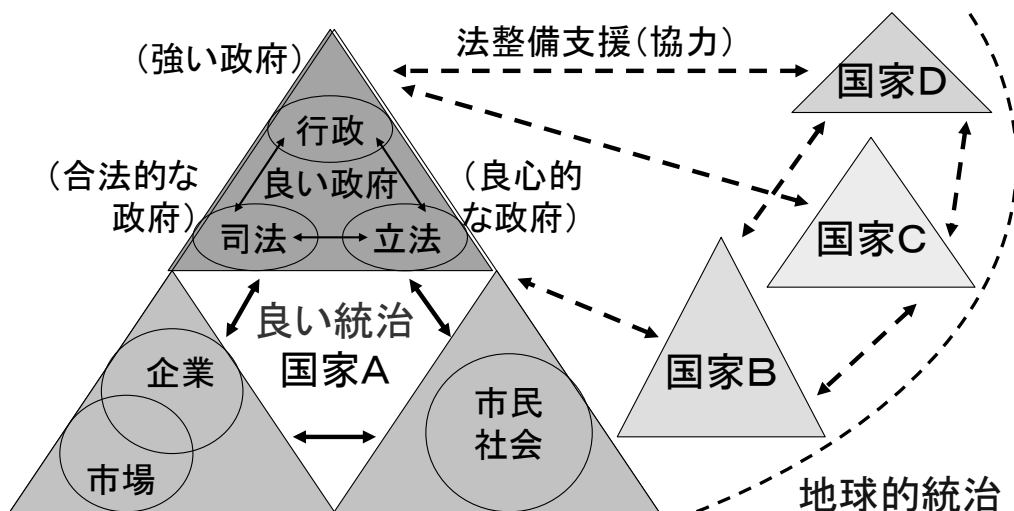 (強い政府)
法整備支援(協力)
国家D
行政
(合法的な
政府)
良い政府
(良心的
な政府)
司法
立法
国家C
良い統治
国家A
企業
市場
市民
社会
国家B
地球的統治